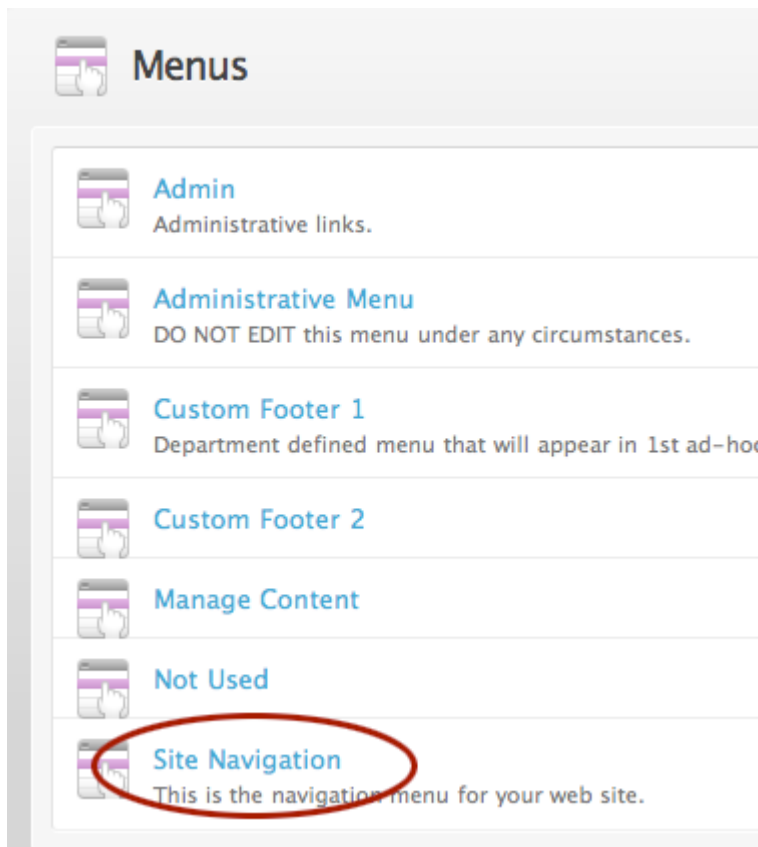 Menus
Admin
Administrative links.
Administrative Menu
DO NOT EDIT this menu under any circumstances.
Custom Footer 1
Department defined menu that will appear in 1st ad-hoc
Custom Footer 2
Manage Content
Not Used
Site Navigation
This is the navigation menu for your web site.